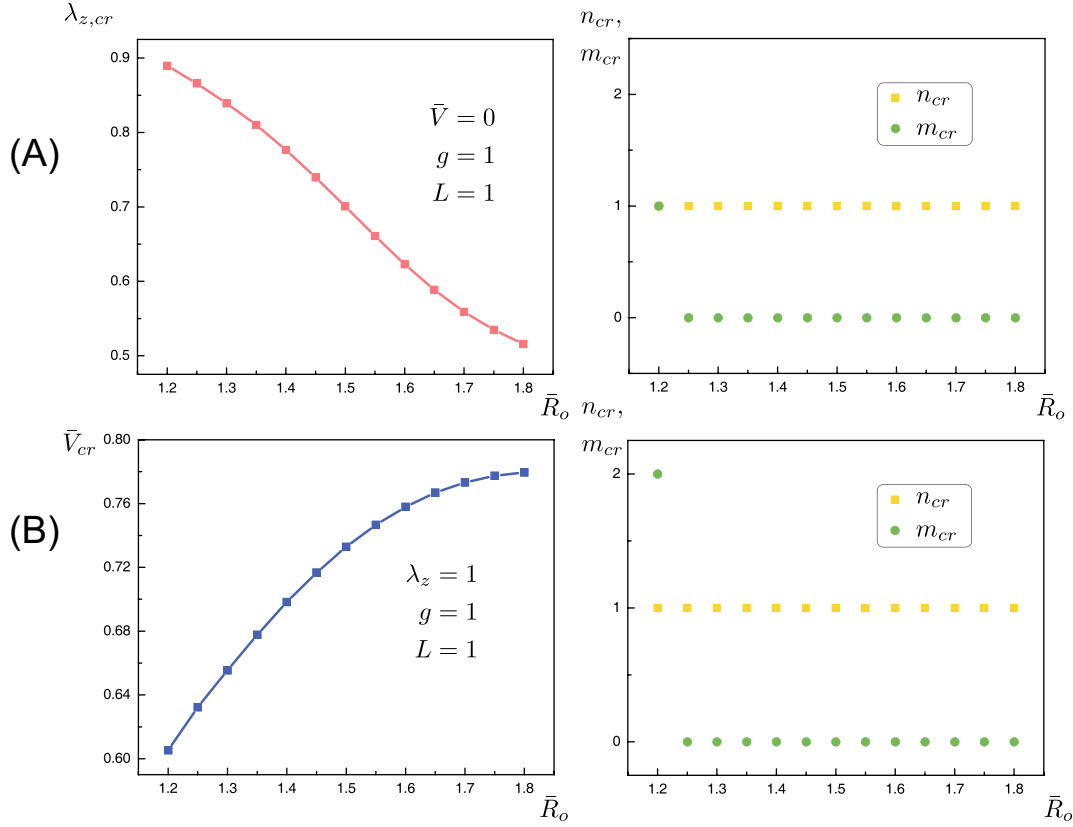 (A)
λ_{z,cr}
0.9
0.8
0.7
0.6
0.5
V̄ = 0
g = 1
L = 1
1.2 1.3 1.4 1.5 1.6 1.7 1.8
R̄_o
n_{cr},
m_{cr}
2
1
0
n_{cr}
m_{cr}
1.2 1.3 1.4 1.5 1.6 1.7 1.8
R̄_o
(B)
V̄_{cr}
0.80
0.76
0.72
0.68
0.64
0.60
λ_z = 1
g = 1
L = 1
1.2 1.3 1.4 1.5 1.6 1.7 1.8
R̄_o
n_{cr},
m_{cr}
2
1
0
n_{cr}
m_{cr}
1.2 1.3 1.4 1.5 1.6 1.7 1.8
R̄_o